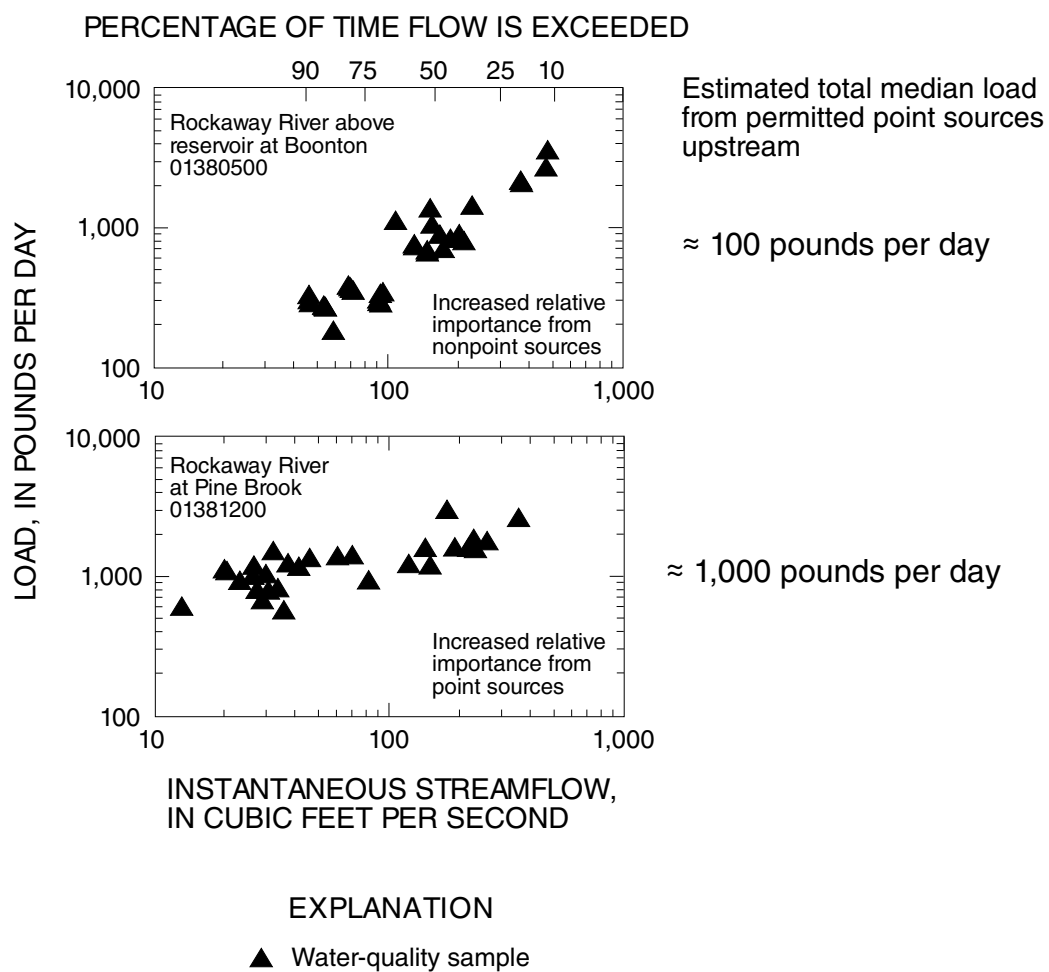 PERCENTAGE OF TIME FLOW IS EXCEEDED
90 75 50 25 10
Estimated total median load
from permitted point sources
upstream
LOAD, IN POUNDS PER DAY
10,000
1,000
100
Rockaway River above
reservoir at Boonton
01380500
Increased relative
importance from
nonpoint sources
10 100 1,000
≈ 100 pounds per day
10,000
1,000
100
Rockaway River
at Pine Brook
01381200
Increased relative
importance from
point sources
10 100 1,000
≈ 1,000 pounds per day
INSTANTANEOUS STREAMFLOW,
IN CUBIC FEET PER SECOND
EXPLANATION
Water-quality sample